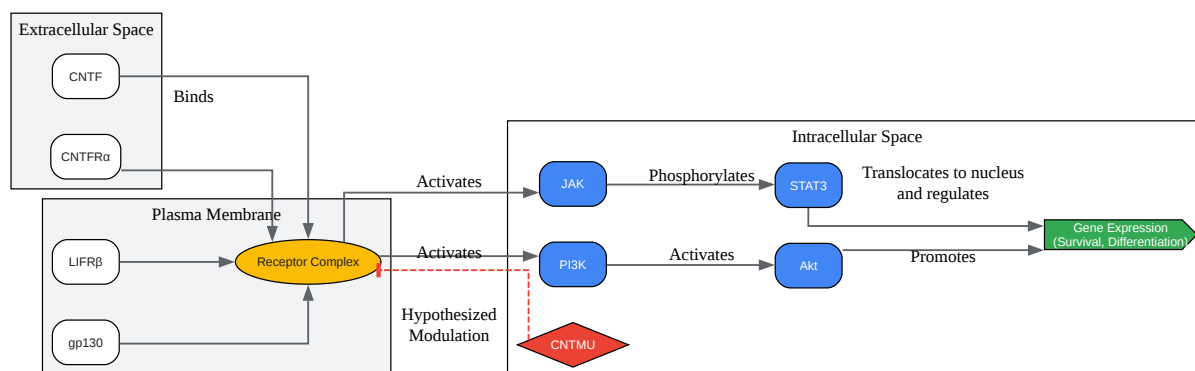 Extracellular Space
CNTF
Binds
CNTFRα
Plasma Membrane
LIFRβ
Receptor Complex
gp130
Activates
Activates
Hypothesized
Modulation
Intracellular Space
JAK
Phosphorylates
STAT3
Translocates to nucleus
and regulates
PI3K
Activates
Akt
Promotes
Gene Expression
(Survival, Differentiation)
CNTMU